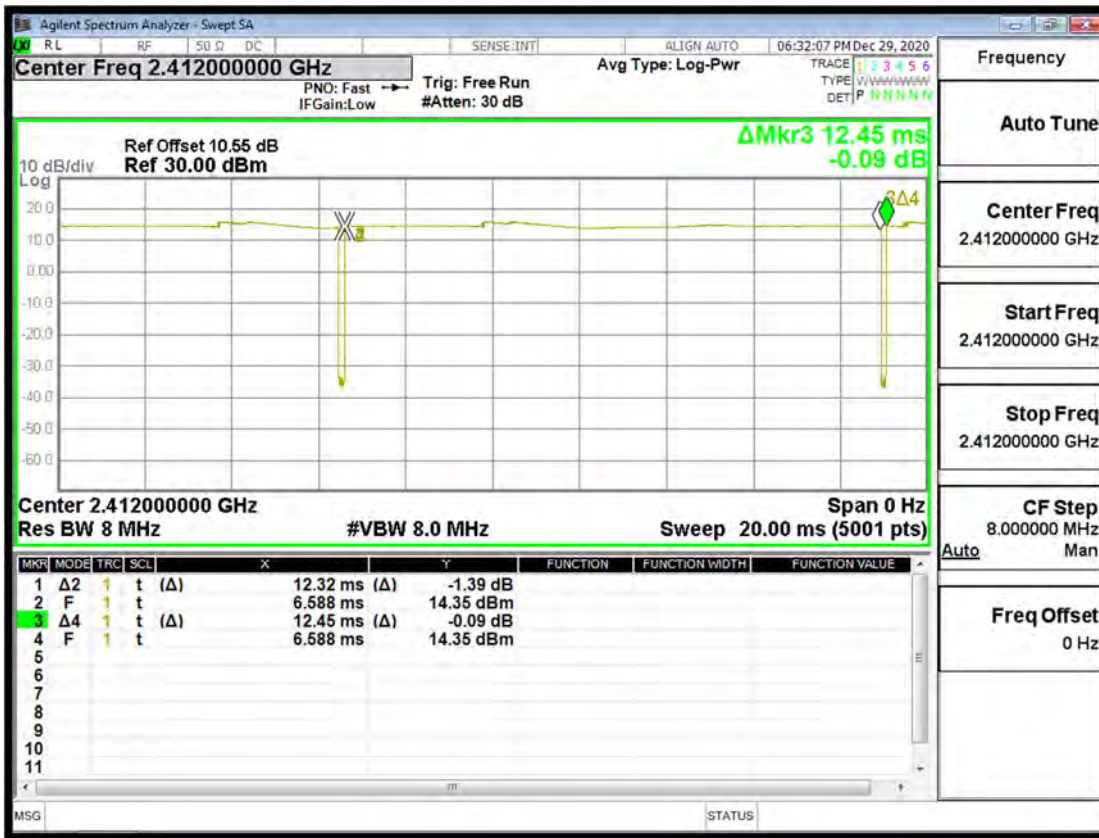 Agilent Spectrum Analyzer - Swept SA
RL RF 50 Ω DC SENSE:INT ALIGN AUTO 06:32:07 PM Dec 29, 2020
Center Freq 2.412000000 GHz
PNO: Fast
IFGain:Low
Trig: Free Run
#Atten: 30 dB
Avg Type: Log-Pwr
TRACE 1 2 3 4 5 6
TYPE WWWWWW
DET P N N N N N
ΔMkr3 12.45 ms
-0.09 dB
Ref Offset 10.55 dB
10 dB/div Ref 30.00 dBm
Log
20.0
10.0
0.00
-10.0
-20.0
-30.0
-40.0
-50.0
-60.0
3Δ4
Center 2.412000000 GHz Span 0 Hz
Res BW 8 MHz #VBW 8.0 MHz Sweep 20.00 ms (5001 pts)
MKR MODE TRC SCL X Y FUNCTION FUNCTION WIDTH FUNCTION VALUE
1 Δ2 1 t (Δ) 12.32 ms (Δ) -1.39 dB
2 F 1 t 6.588 ms 14.35 dBm
3 Δ4 1 t (Δ) 12.45 ms (Δ) -0.09 dB
4 F 1 t 6.588 ms 14.35 dBm
5
6
7
8
9
10
11
MSG STATUS
Frequency
Auto Tune
Center Freq
2.412000000 GHz
Start Freq
2.412000000 GHz
Stop Freq
2.412000000 GHz
CF Step
8.000000 MHz
Auto Man
Freq Offset
0 Hz